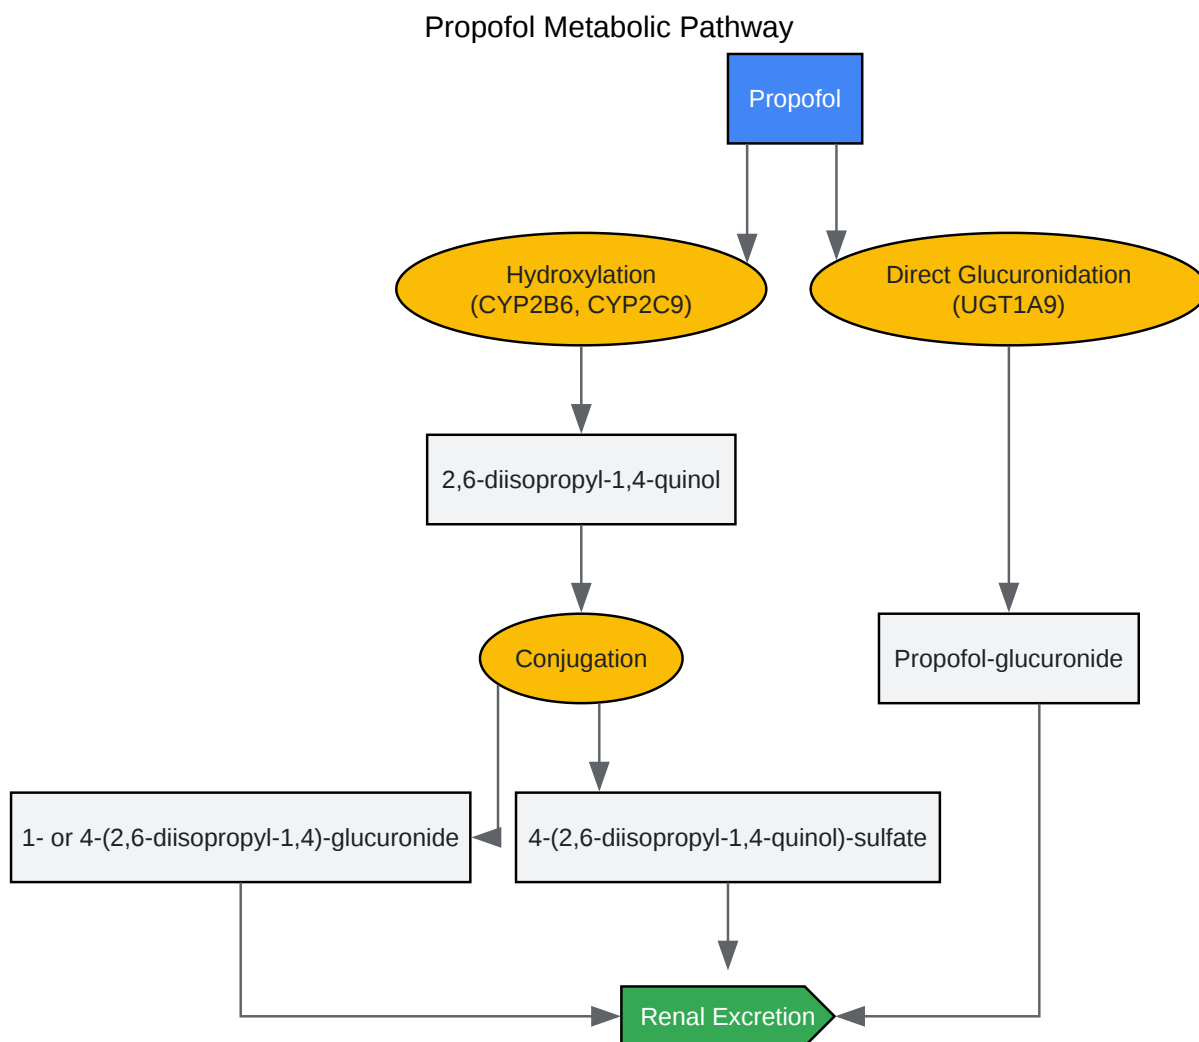 Propofol Metabolic Pathway
Propofol
Hydroxylation
(CYP2B6, CYP2C9)
Direct Glucuronidation
(UGT1A9)
2,6-diisopropyl-1,4-quinol
Conjugation
Propofol-glucuronide
1- or 4-(2,6-diisopropyl-1,4)-glucuronide
4-(2,6-diisopropyl-1,4-quinol)-sulfate
Renal Excretion